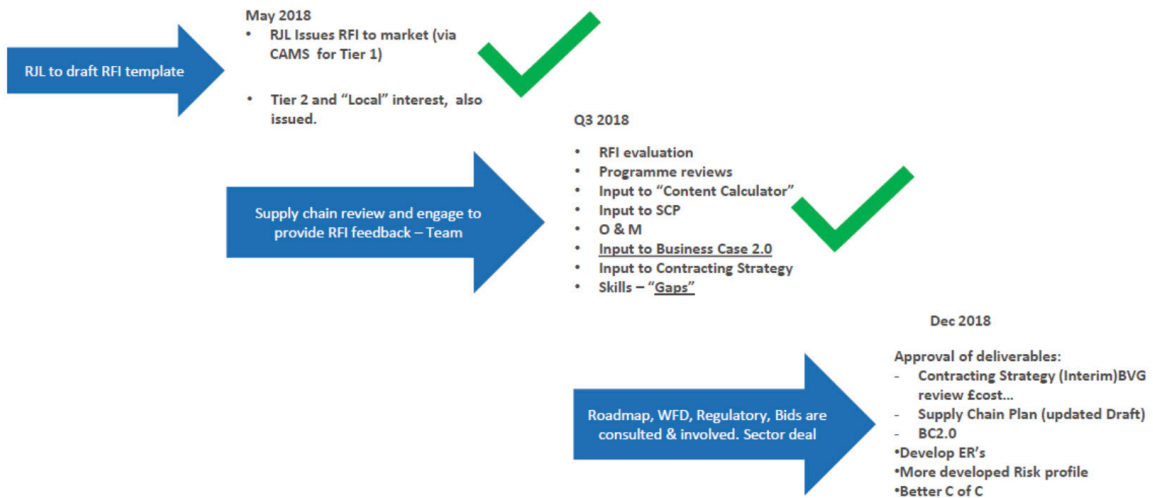 May 2018
• RJL Issues RFI to market (via
CAMS for Tier 1)
RJL to draft RFI template
• Tier 2 and “Local” interest, also
issued.
Q3 2018
• RFI evaluation
• Programme reviews
• Input to “Content Calculator”
• Input to SCP
• O & M
• Input to Business Case 2.0
• Input to Contracting Strategy
• Skills – “Gaps”
Supply chain review and engage to
provide RFI feedback – Team
Dec 2018
Approval of deliverables:
- Contracting Strategy (Interim)BVG
review £cost...
- Supply Chain Plan (updated Draft)
- BC2.0
•Develop ER’s
•More developed Risk profile
•Better C of C
Roadmap, WFD, Regulatory, Bids are
consulted & involved. Sector deal